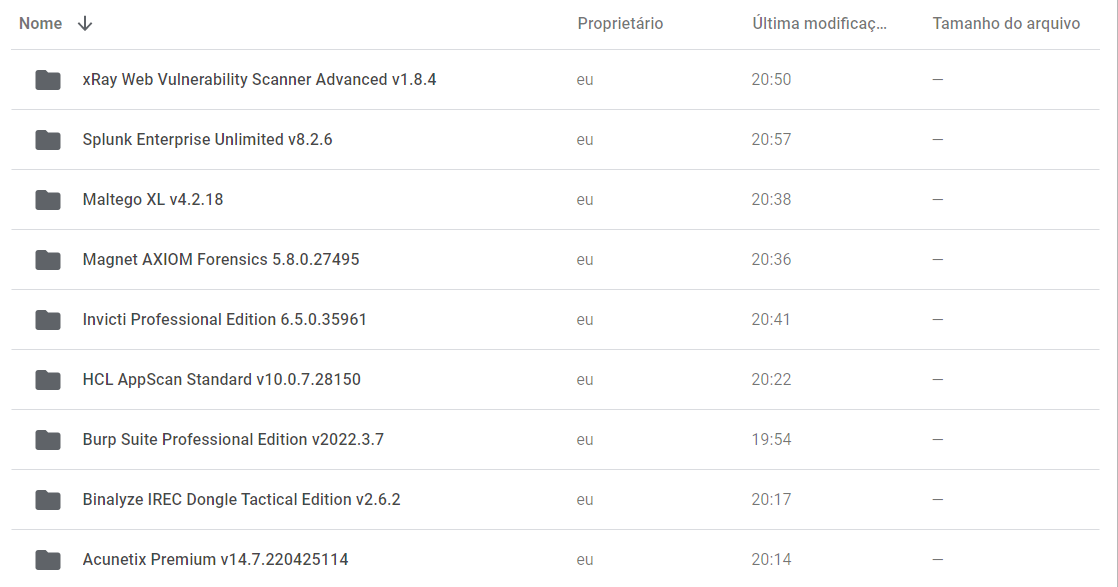 Nome Proprietário Última modificaç... Tamanho do arquivo
xRay Web Vulnerability Scanner Advanced v1.8.4 eu 20:50 —
Splunk Enterprise Unlimited v8.2.6 eu 20:57 —
Maltego XL v4.2.18 eu 20:38 —
Magnet AXIOM Forensics 5.8.0.27495 eu 20:36 —
Invicti Professional Edition 6.5.0.35961 eu 20:41 —
HCL AppScan Standard v10.0.7.28150 eu 20:22 —
Burp Suite Professional Edition v2022.3.7 eu 19:54 —
Binalyze IREC Dongle Tactical Edition v2.6.2 eu 20:17 —
Acunetix Premium v14.7.220425114 eu 20:14 —